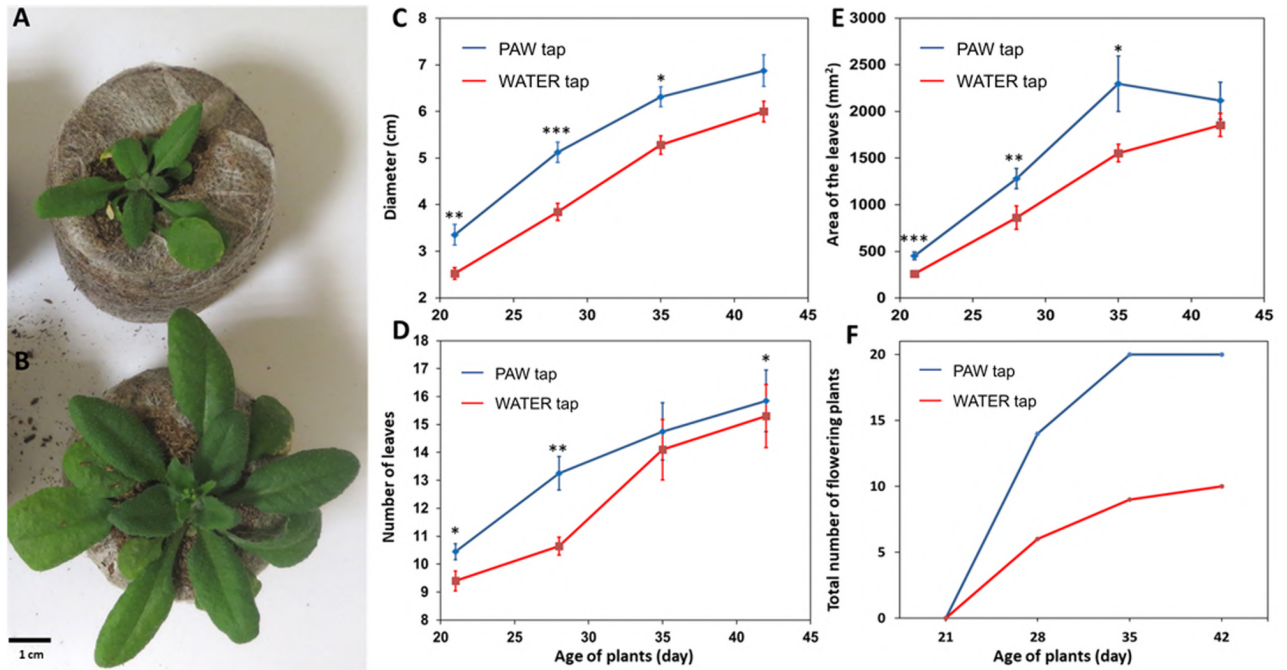 A
B
1 cm
C
8
7
6
5
4
3
2
20
25
30
35
40
45
Diameter (cm)
PAW tap
WATER tap
**
***
*
D
18
17
16
15
14
13
12
11
10
9
8
20
25
30
35
40
45
Number of leaves
Age of plants (day)
PAW tap
WATER tap
*
**
*
E
3000
2500
2000
1500
1000
500
0
20
25
30
35
40
45
Area of the leaves (mm²)
PAW tap
WATER tap
***
**
*
F
20
15
10
5
0
21
28
35
42
Total number of flowering plants
Age of plants (day)
PAW tap
WATER tap